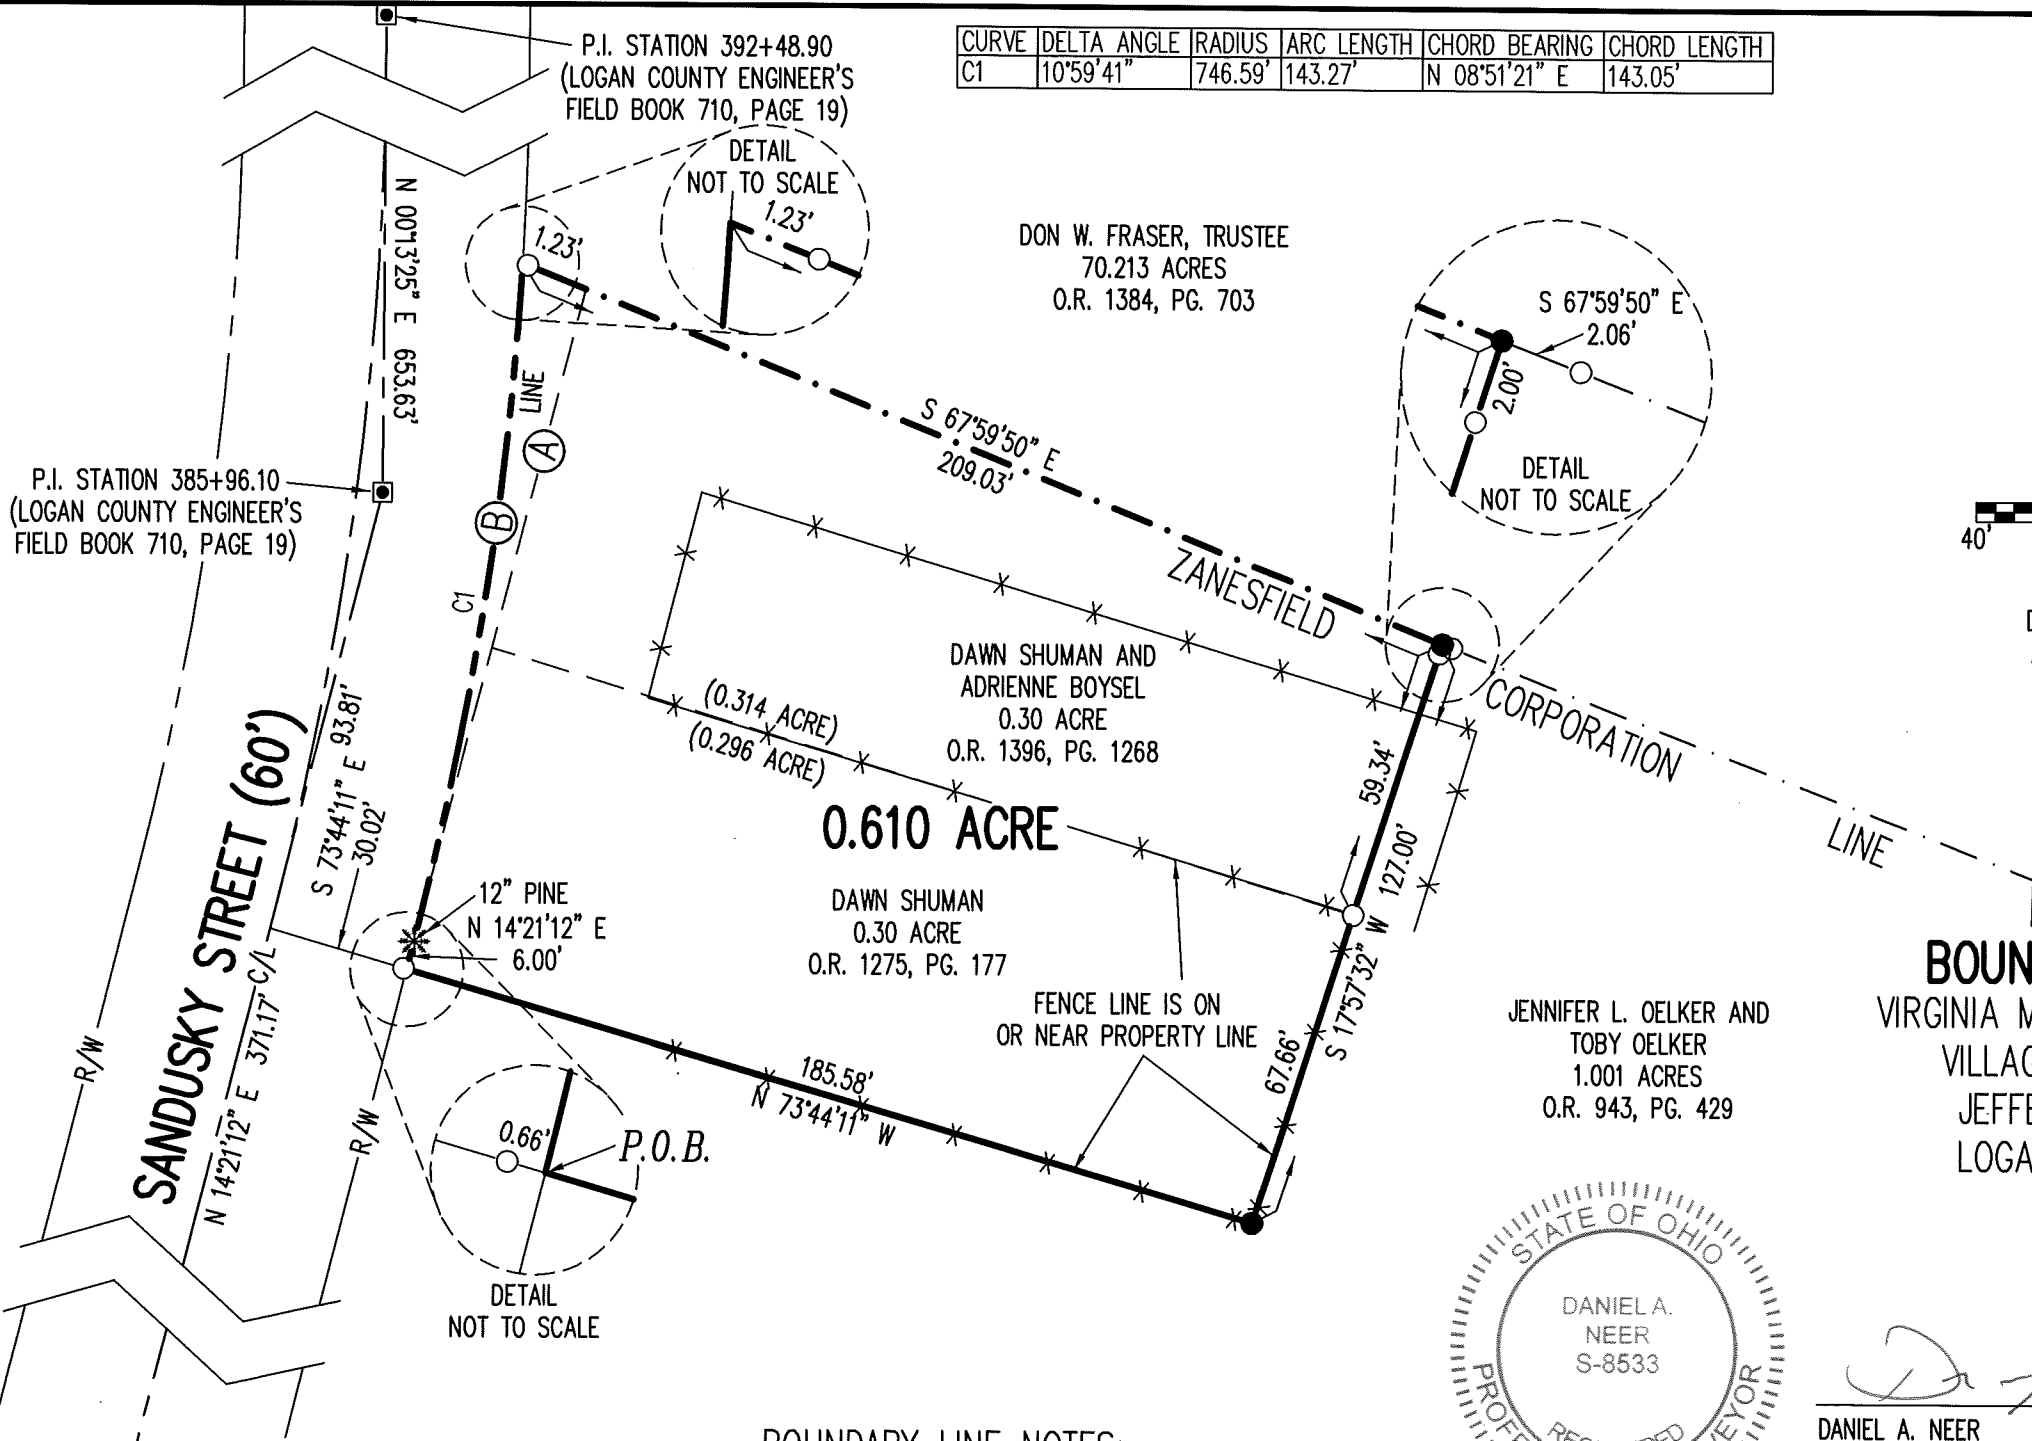 P.I. STATION 392+48.90
(LOGAN COUNTY ENGINEER'S
FIELD BOOK 710, PAGE 19)
CURVE DELTA ANGLE RADIUS ARC LENGTH CHORD BEARING CHORD LENGTH
C1 10°59'41" 746.59' 143.27' N 08°51'21" E 143.05'
DETAIL
NOT TO SCALE
1.23'
1.23'
N 00°13'25" E 653.63'
DON W. FRASER, TRUSTEE
70.213 ACRES
O.R. 1384, PG. 703
S 67°59'50" E
2.06'
2.00'
DETAIL
NOT TO SCALE
LINE
A
B
C1
S 67°59'50" E
209.03'
P.I. STATION 385+96.10
(LOGAN COUNTY ENGINEER'S
FIELD BOOK 710, PAGE 19)
40'
ZANESFIELD
CORPORATION
LINE
DAWN SHUMAN AND
ADRIENNE BOYSEL
0.30 ACRE
O.R. 1396, PG. 1268
(0.314 ACRE)
(0.296 ACRE)
0.610 ACRE
59.34'
127.00'
S 17°57'32" W
67.66'
SANDUSKY STREET (60')
S 73°44'11" E 93.81'
30.02'
12" PINE
N 14°21'12" E
6.00'
DAWN SHUMAN
0.30 ACRE
O.R. 1275, PG. 177
FENCE LINE IS ON
OR NEAR PROPERTY LINE
JENNIFER L. OELKER AND
TOBY OELKER
1.001 ACRES
O.R. 943, PG. 429
BOUN
VIRGINIA M
VILLAG
JEFFE
LOGA
R/W
N 14°21'12" E 371.17' C/L
R/W
185.58'
N 73°44'11" W
0.66'
P.O.B.
DETAIL
NOT TO SCALE
STATE OF OHIO
DANIEL A.
NEER
S-8533
DANIEL A. NEER
BOUNDARY LINE NOTES: